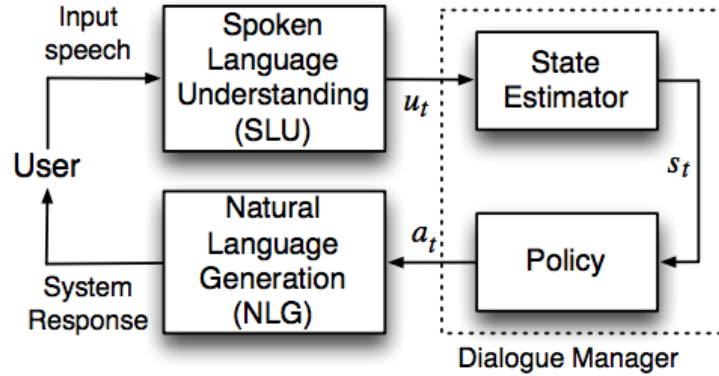 Input
speech
Spoken
Language
Understanding
(SLU)
u_t
State
Estimator
s_t
User
Natural
Language
Generation
(NLG)
a_t
Policy
System
Response
Dialogue Manager